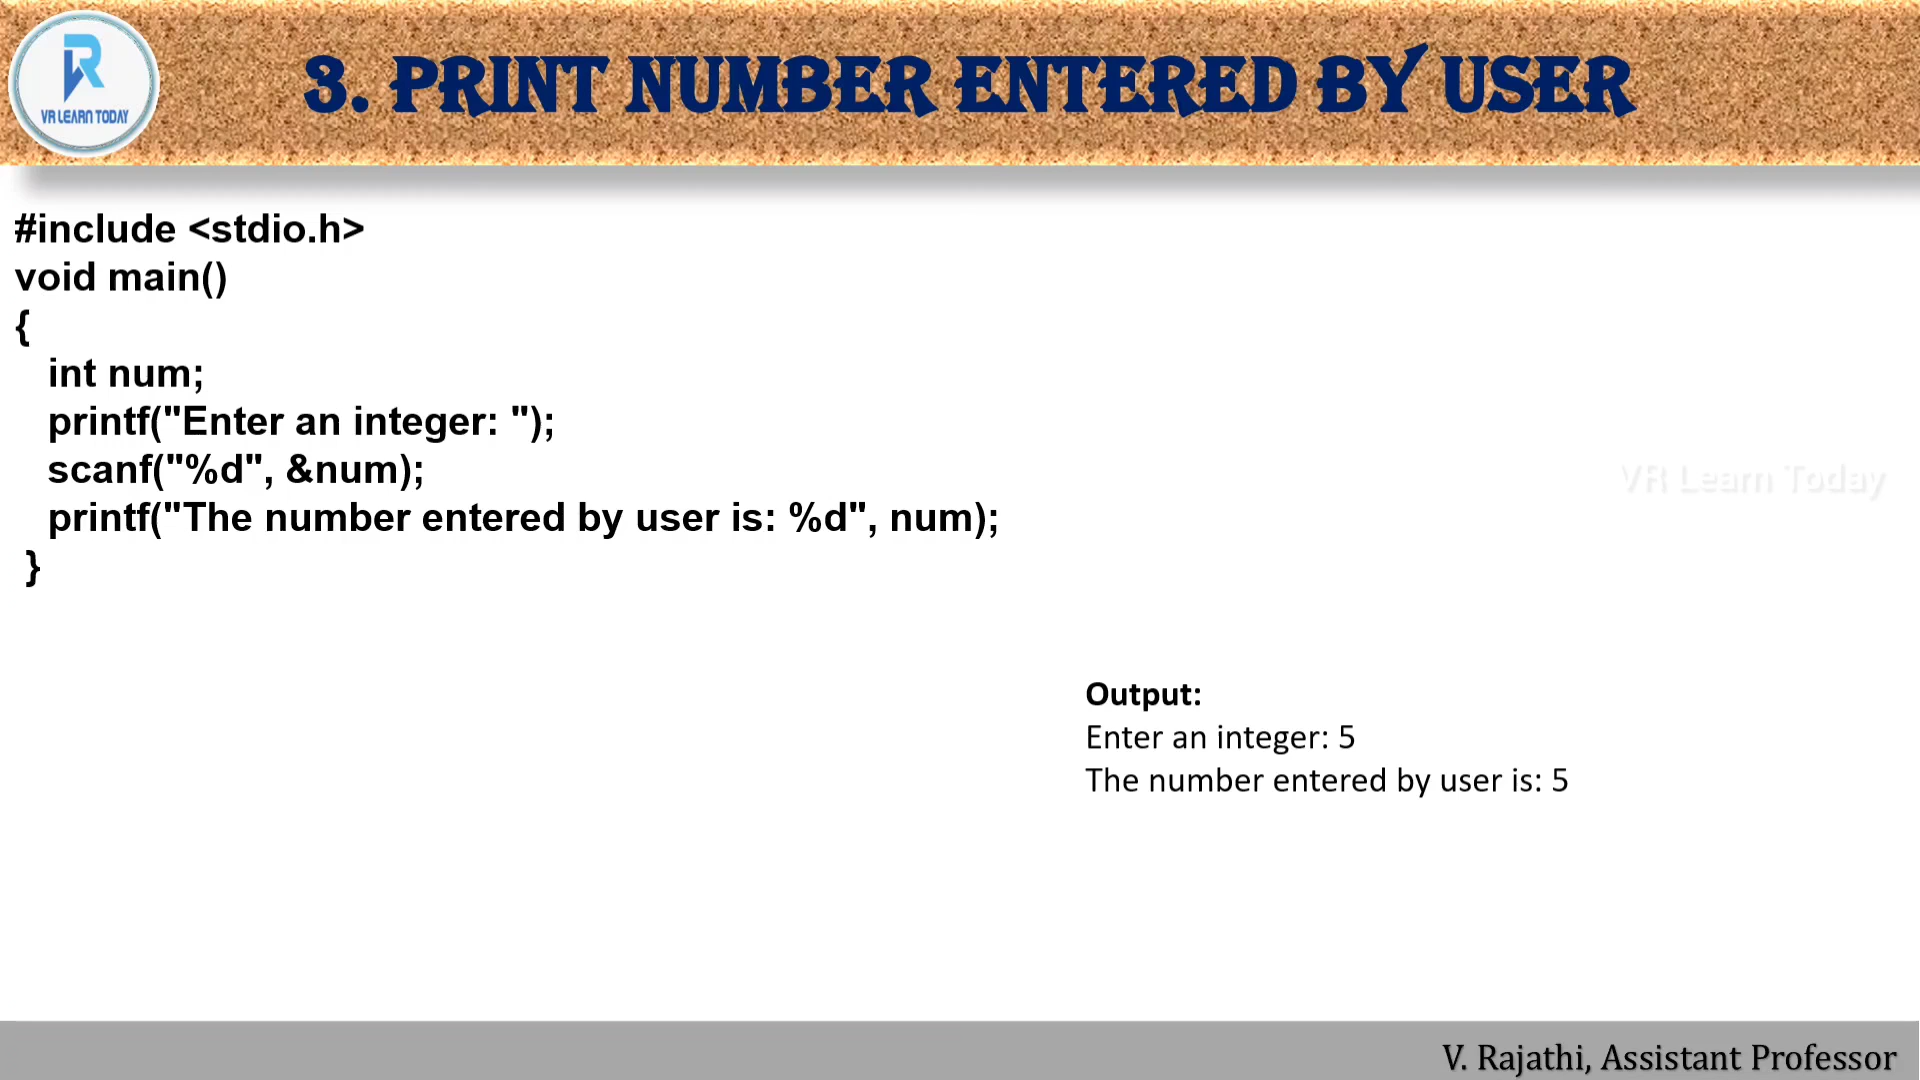 VR LEARN TODAY
3. PRINT NUMBER ENTERED BY USER
#include <stdio.h>
void main()
{
int num;
printf("Enter an integer: ");
scanf("%d", &num);
printf("The number entered by user is: %d", num);
}
VR Learn Today
Output:
Enter an integer: 5
The number entered by user is: 5
V. Rajathi, Assistant Professor